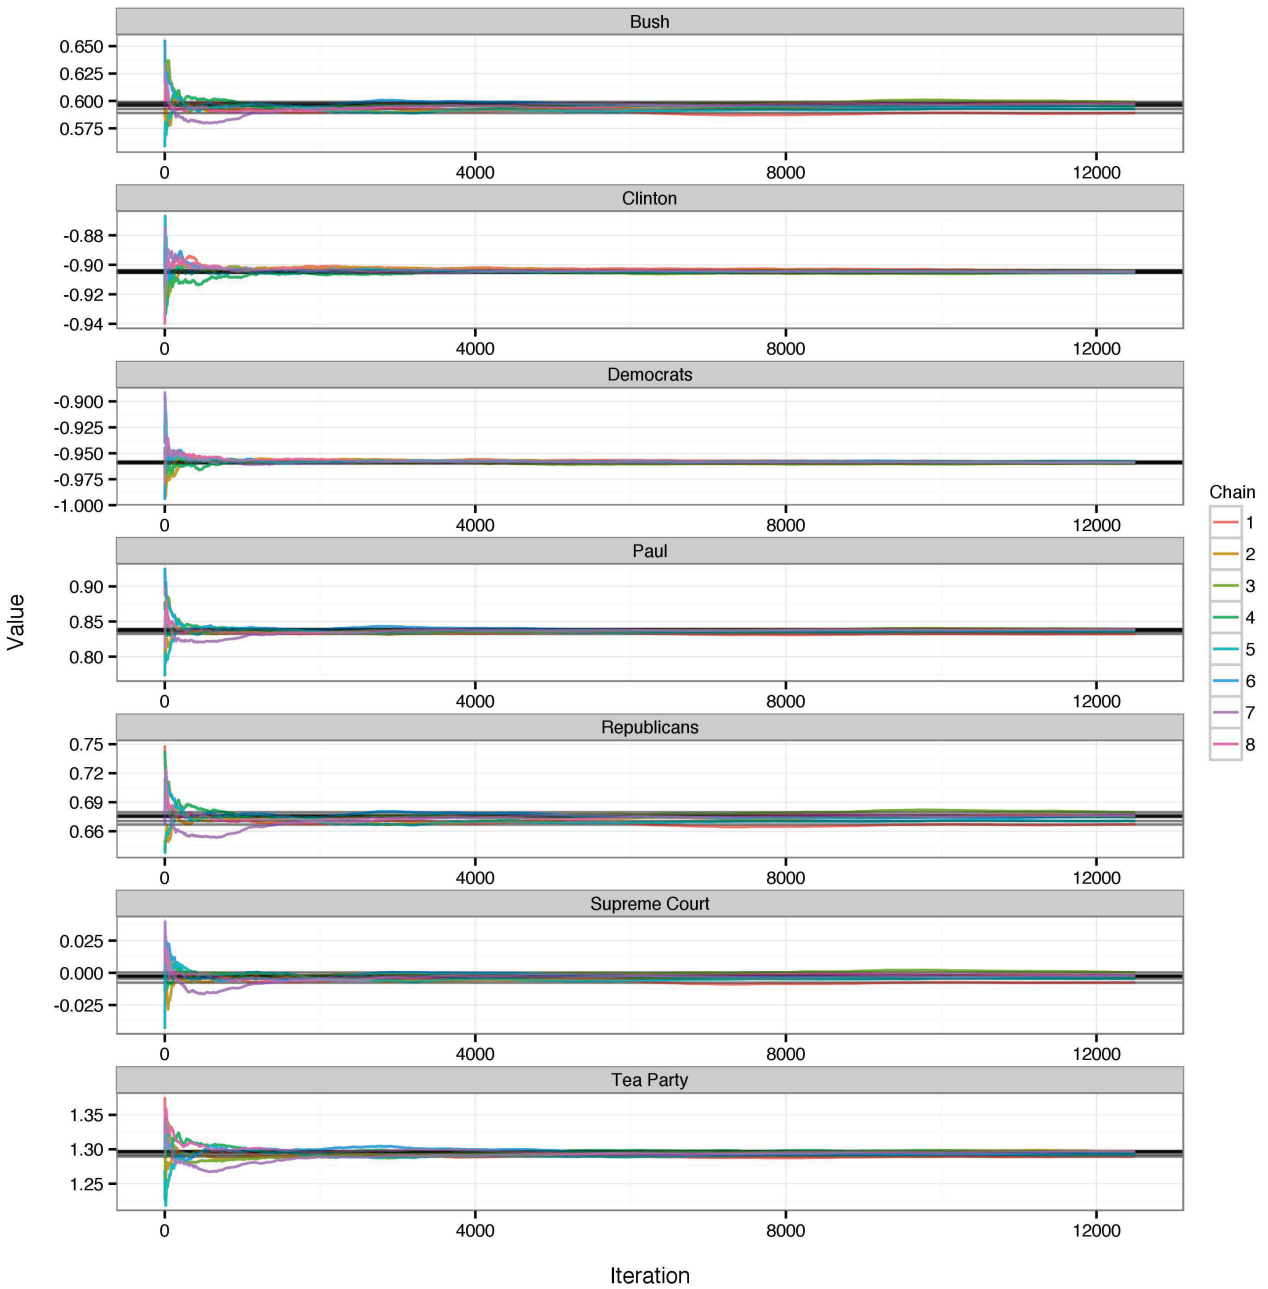 Bush
0.650
0.625
0.600
0.575
0 4000 8000 12000
Clinton
-0.88
-0.90
-0.92
-0.94
0 4000 8000 12000
Democrats
-0.900
-0.925
-0.950
-0.975
-1.000
0 4000 8000 12000
Paul
0.90
0.85
0.80
0 4000 8000 12000
Republicans
0.75
0.72
0.69
0.66
0 4000 8000 12000
Supreme Court
0.025
0.000
-0.025
0 4000 8000 12000
Tea Party
1.35
1.30
1.25
0 4000 8000 12000
Iteration
Value
Chain
1
2
3
4
5
6
7
8